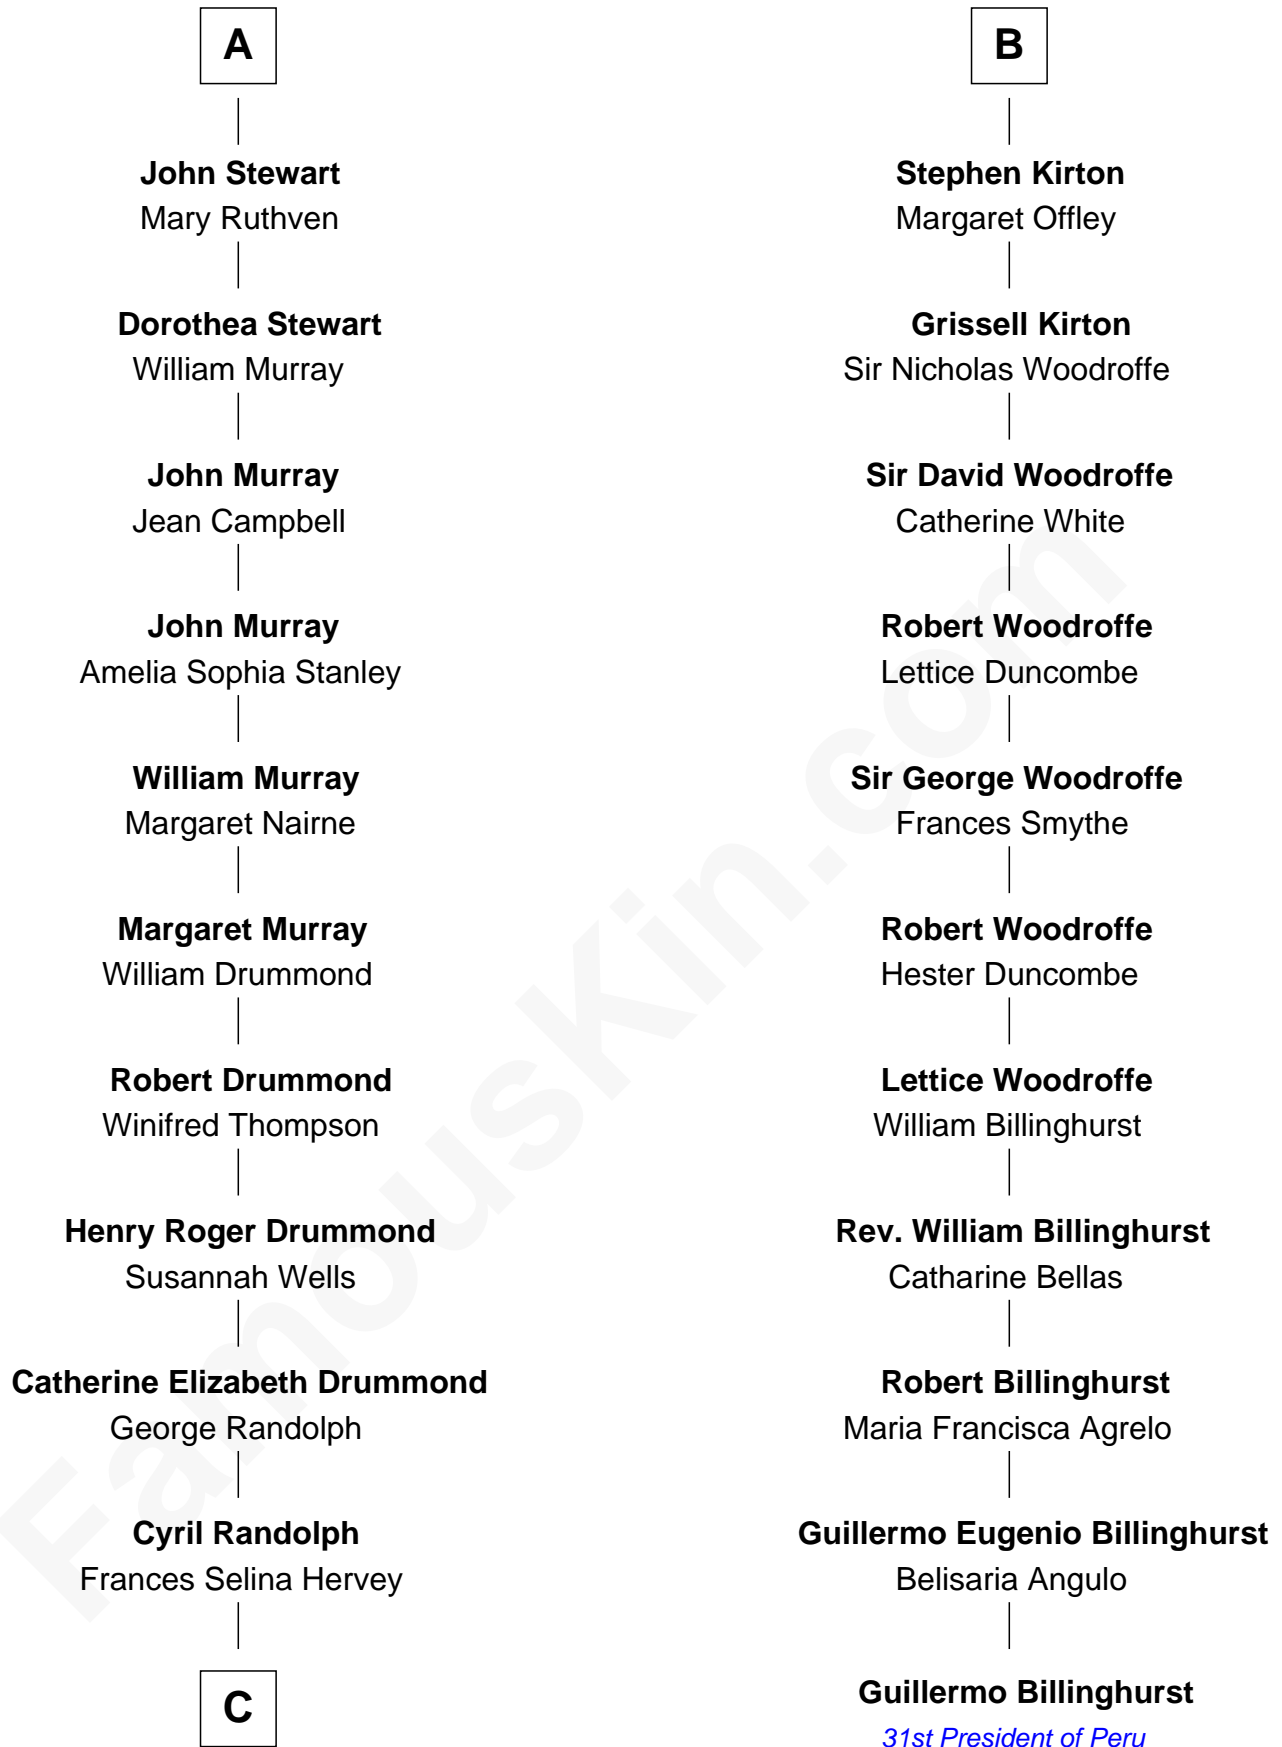 A
John Stewart
Mary Ruthven
Dorothea Stewart
William Murray
John Murray
Jean Campbell
John Murray
Amelia Sophia Stanley
William Murray
Margaret Nairne
Margaret Murray
William Drummond
Robert Drummond
Winifred Thompson
Henry Roger Drummond
Susannah Wells
Catherine Elizabeth Drummond
George Randolph
Cyril Randolph
Frances Selina Hervey
C
B
Stephen Kirton
Margaret Offley
Grissell Kirton
Sir Nicholas Woodroffe
Sir David Woodroffe
Catherine White
Robert Woodroffe
Lettice Duncombe
Sir George Woodroffe
Frances Smythe
Robert Woodroffe
Hester Duncombe
Lettice Woodroffe
William Billinghurst
Rev. William Billinghurst
Catharine Bellas
Robert Billinghurst
Maria Francisca Agrelo
Guillermo Eugenio Billinghurst
Belisaria Angulo
Guillermo Billinghurst
31st President of Peru
FamousKin.com